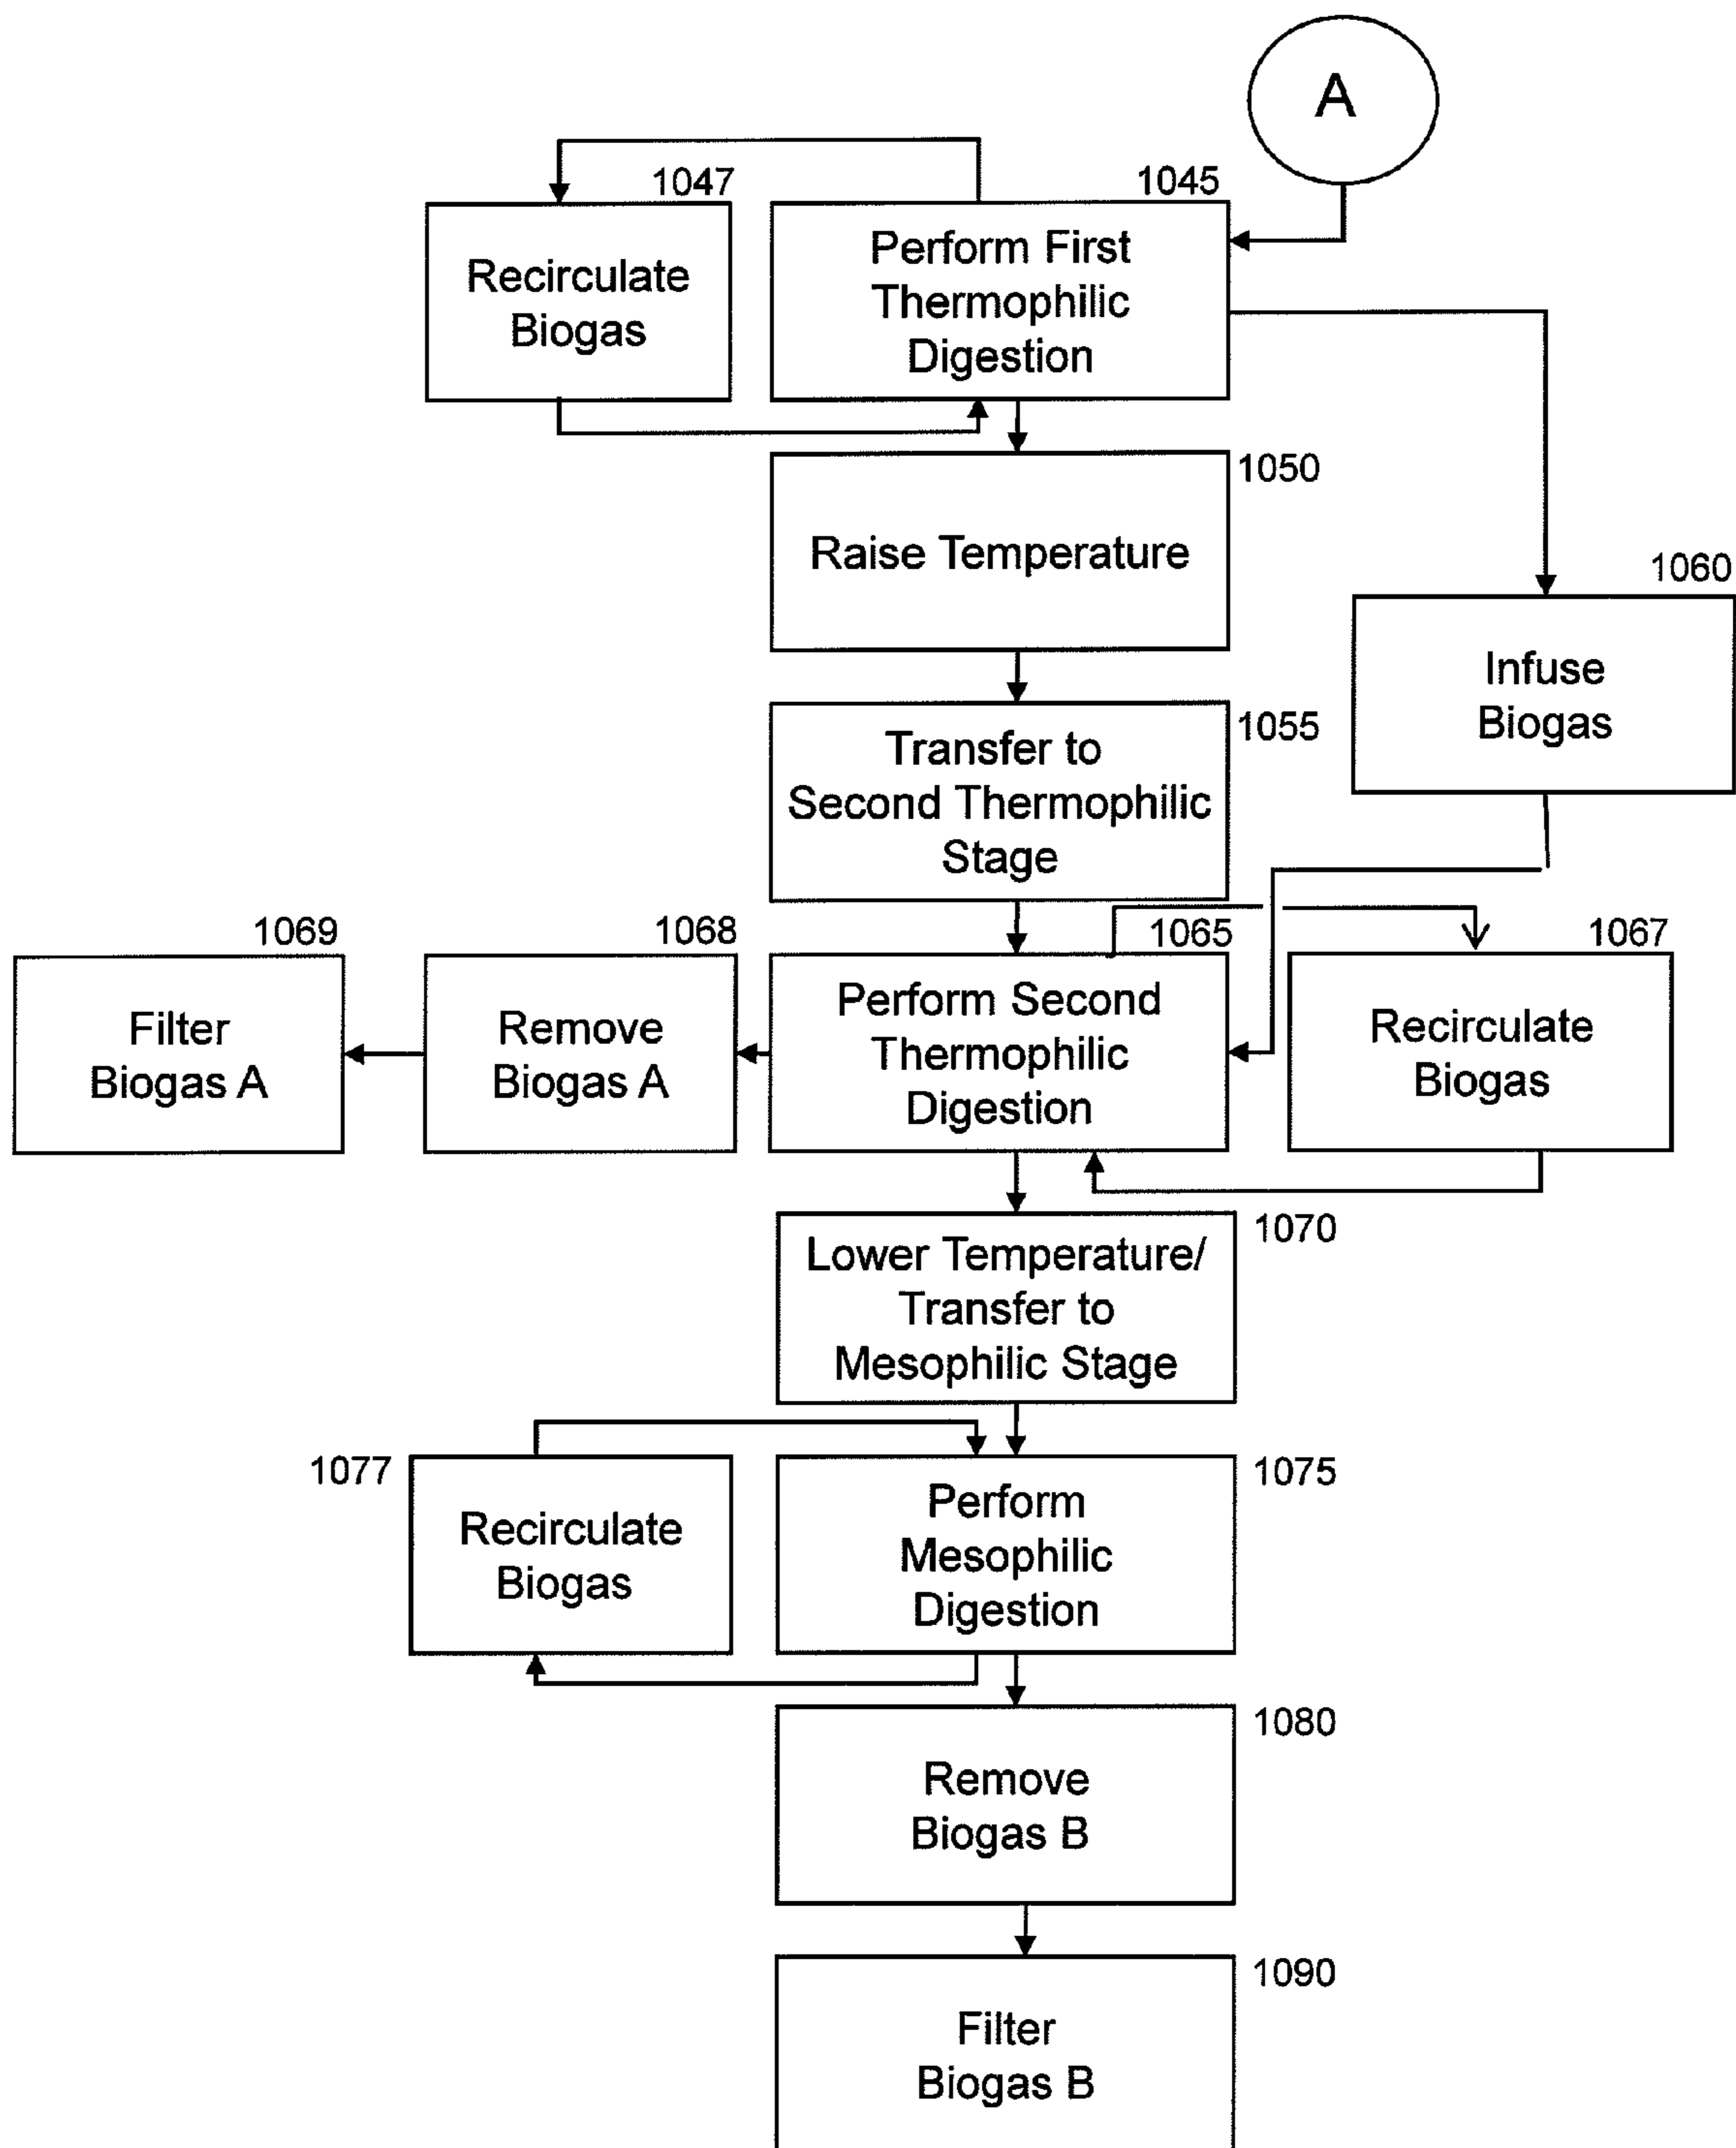 A
1047
1045
Recirculate
Biogas
Perform First
Thermophilic
Digestion
1050
Raise Temperature
1060
Infuse
Biogas
1055
Transfer to
Second Thermophilic
Stage
1069
1068
1065
1067
Filter
Biogas A
Remove
Biogas A
Perform Second
Thermophilic
Digestion
Recirculate
Biogas
1070
Lower Temperature/
Transfer to
Mesophilic Stage
1077
1075
Recirculate
Biogas
Perform
Mesophilic
Digestion
1080
Remove
Biogas B
1090
Filter
Biogas B